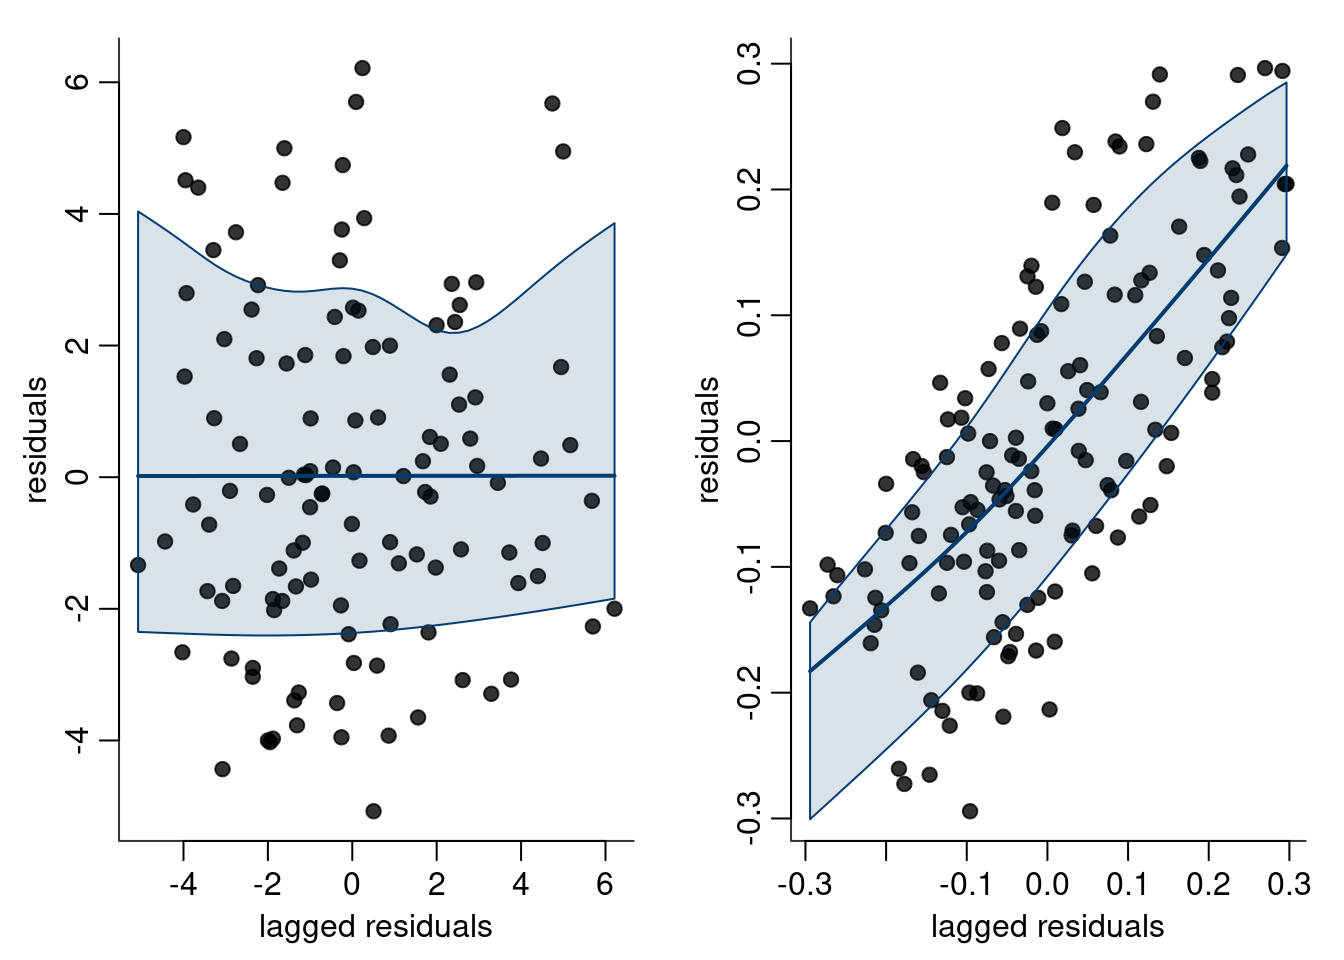 residuals
6
4
2
0
-2
-4
-4 -2 0 2 4 6
lagged residuals
residuals
0.3
0.2
0.1
0.0
-0.1
-0.2
-0.3
-0.3 -0.1 0.0 0.1 0.2 0.3
lagged residuals